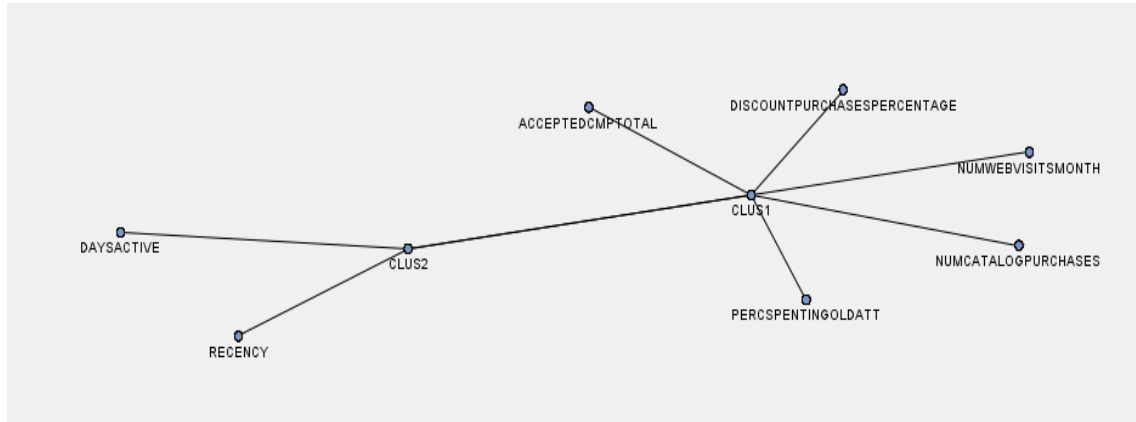 DISCOUNTPURCHASESPERCENTAGE
ACCEPTEDCMPTOTAL
NUMWEBVISITSMONTH
CLUS1
DAYSACTIVE
CLUS2
NUMCATALOGPURCHASES
PERCSPENTINGOLDATT
RECENCY